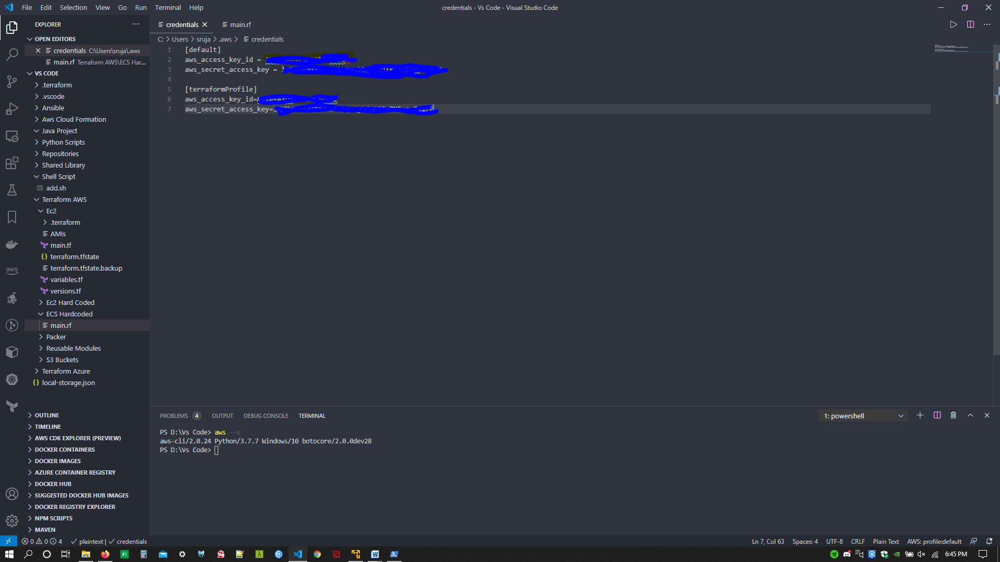 File Edit Selection View Go Run Terminal Help
credentials - Vs Code - Visual Studio Code
EXPLORER
OPEN EDITORS
credentials C:\Users\sruja\.aws
main.rf Terraform AWS\ECS Har...
VS CODE
.terraform
.vscode
Ansible
Aws Cloud Formation
Java Project
Python Scripts
Repositories
Shared Library
Shell Script
add.sh
Terraform AWS
Ec2
.terraform
AMIs
main.tf
terraform.tfstate
terraform.tfstate.backup
variables.tf
versions.tf
Ec2 Hard Coded
ECS Hardcoded
main.rf
Packer
Reusable Modules
S3 Buckets
Terraform Azure
local-storage.json
OUTLINE
TIMELINE
AWS CDK EXPLORER (PREVIEW)
DOCKER CONTAINERS
DOCKER IMAGES
AZURE CONTAINER REGISTRY
DOCKER HUB
SUGGESTED DOCKER HUB IMAGES
DOCKER REGISTRY EXPLORER
NPM SCRIPTS
MAVEN
aws
credentials main.rf
C: > Users > sruja > .aws > credentials
1 [default]
2 aws_access_key_id =
3 aws_secret_access_key =
4
5 [terraformProfile]
6 aws_access_key_id=
7 aws_secret_access_key=
PROBLEMS 4 OUTPUT DEBUG CONSOLE TERMINAL
1: powershell
PS D:\Vs Code> aws --v
aws-cli/2.0.24 Python/3.7.7 Windows/10 botocore/2.0.0dev28
PS D:\Vs Code>
0 0 4 plaintext | credentials
Ln 7, Col 63 Spaces: 4 UTF-8 CRLF Plain Text AWS: profile:default
6:45 PM